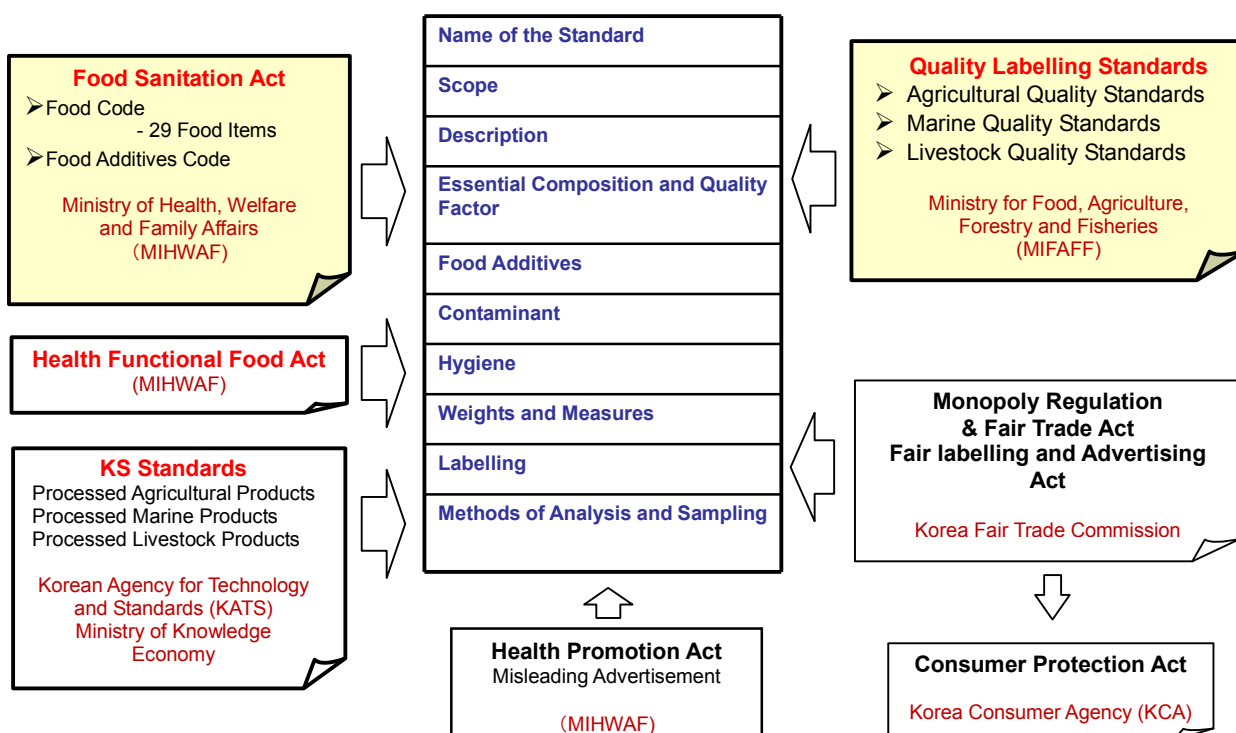 Food Sanitation Act
➢Food Code
- 29 Food Items
➢Food Additives Code
Ministry of Health, Welfare
and Family Affairs
(MIHWAF)
Health Functional Food Act
(MIHWAF)
KS Standards
Processed Agricultural Products
Processed Marine Products
Processed Livestock Products
Korean Agency for Technology
and Standards (KATS)
Ministry of Knowledge
Economy
Name of the Standard
Scope
Description
Essential Composition and Quality
Factor
Food Additives
Contaminant
Hygiene
Weights and Measures
Labelling
Methods of Analysis and Sampling
Health Promotion Act
Misleading Advertisement
(MIHWAF)
Quality Labelling Standards
➢ Agricultural Quality Standards
➢ Marine Quality Standards
➢ Livestock Quality Standards
Ministry for Food, Agriculture,
Forestry and Fisheries
(MIFAFF)
Monopoly Regulation
& Fair Trade Act
Fair labelling and Advertising
Act
Korea Fair Trade Commission
Consumer Protection Act
Korea Consumer Agency (KCA)